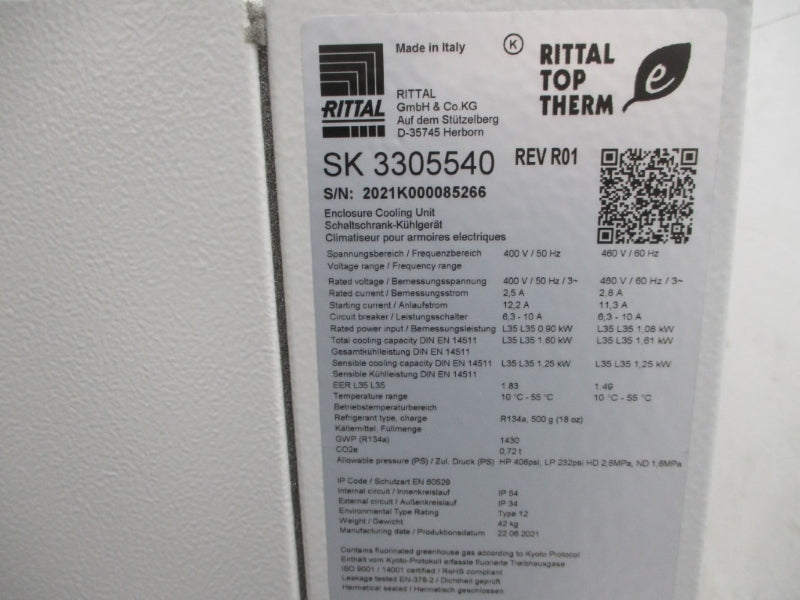 RITTAL
Made in Italy
K
RITTAL
GmbH & Co.KG
Auf dem Stützelberg
D-35745 Herborn
RITTAL
TOP
THERM
e
SK 3305540 REV R01
S/N: 2021K000085266
Enclosure Cooling Unit
Schaltschrank-Kühlgerät
Climatiseur pour armoires electriques
Spannungsbereich / Frequenzbereich 400 V / 50 Hz 460 V / 60 Hz
Voltage range / Frequency range
Rated voltage / Bemessungsspannung 400 V / 50 Hz / 3~ 460 V / 60 Hz / 3~
Rated current / Bemessungsstrom 2,5 A 2,8 A
Starting current / Anlaufstrom 12,2 A 11,3 A
Circuit breaker / Leistungsschalter 6,3 - 10 A 6,3 - 10 A
Rated power input / Bemessungsleistung L35 L35 0,90 kW L35 L35 1,08 kW
Total cooling capacity DIN EN 14511 L35 L35 1,60 kW L35 L35 1,61 kW
Gesamtkühlleistung DIN EN 14511
Sensible cooling capacity DIN EN 14511 L35 L35 1,25 kW L35 L35 1,25 kW
Sensible Kühlleistung DIN EN 14511
EER L35 L35 1.83 1.49
Temperature range 10 °C - 55 °C 10 °C - 55 °C
Betriebstemperaturbereich
Refrigerant type, charge R134a, 500 g (18 oz)
Kältemittel, Füllmenge
GWP (R134a) 1430
CO2e 0,72 t
Allowable pressure (PS) / Zul. Druck (PS) HP 406psi, LP 232psi HD 2,8MPa, ND 1,6MPa
IP Code / Schutzart EN 60529
Internal circuit / Innenkreislauf IP 54
External circuit / Außenkreislauf IP 34
Environmental Type Rating Type 12
Weight / Gewicht 42 kg
Manufacturing date / Produktionsdatum 22.06.2021
Contains fluorinated greenhouse gas according to Kyoto Protocol
Enthält vom Kyoto-Protokoll erfasste fluorierte Treibhausgase
ISO 9001 / 14001 certified / RoHS compliant
Leakage tested EN-378-2 / Dichtheit geprüft
Hermetical sealed / Hermetisch geschlossen